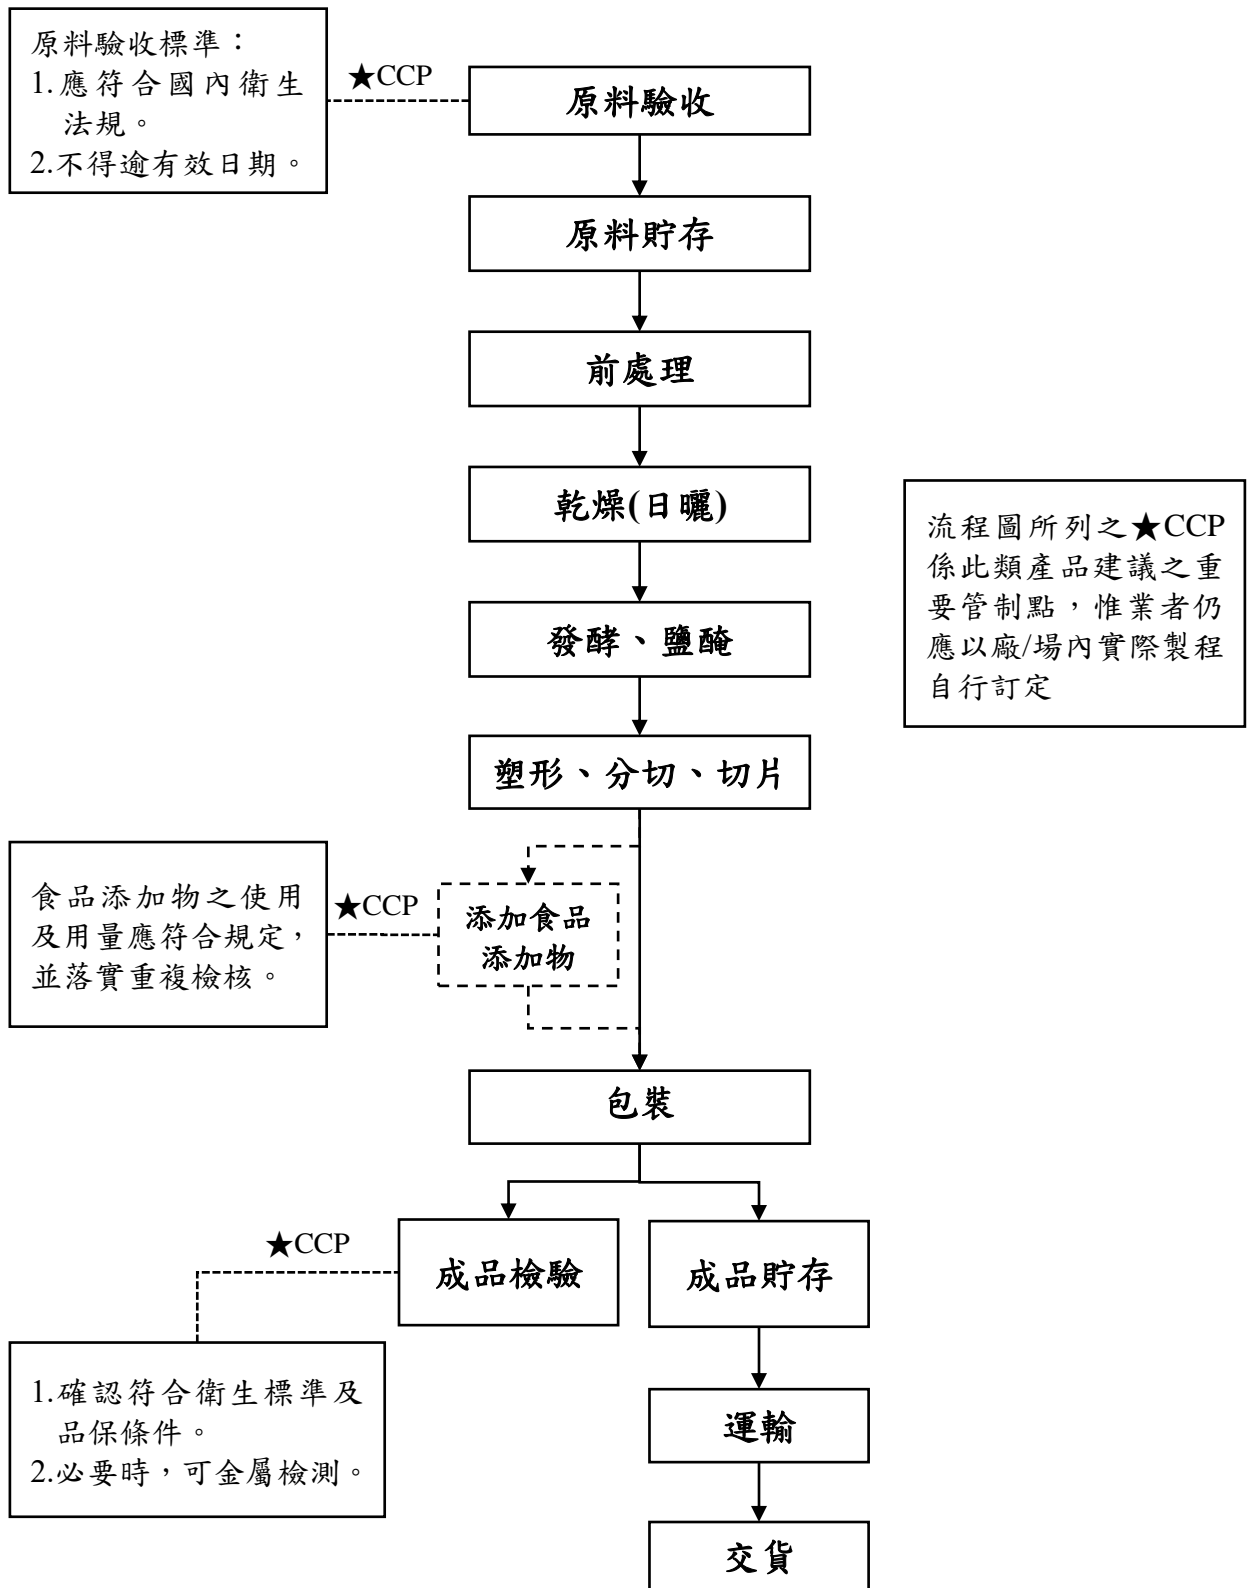 原料驗收標準：
1.應符合國內衛生
法規。
2.不得逾有效日期。
★CCP
原料驗收
原料貯存
前處理
乾燥(日曬)
發酵、鹽醃
塑形、分切、切片
流程圖所列之★CCP
係此類產品建議之重
要管制點，惟業者仍
應以廠/場內實際製程
自行訂定
食品添加物之使用
及用量應符合規定，
並落實重複檢核。
★CCP
添加食品
添加物
包裝
★CCP
成品檢驗
成品貯存
1.確認符合衛生標準及
品保條件。
2.必要時，可金屬檢測。
運輸
交貨